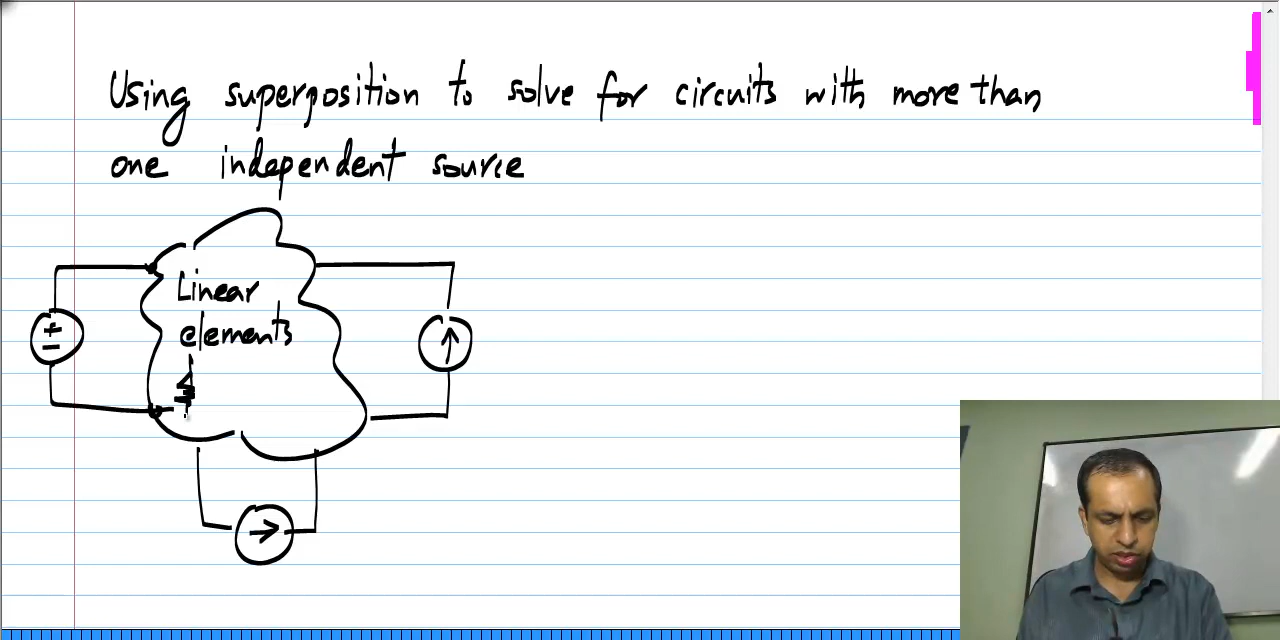 Using superposition to solve for circuits with more than
one independent source
Linear
elements